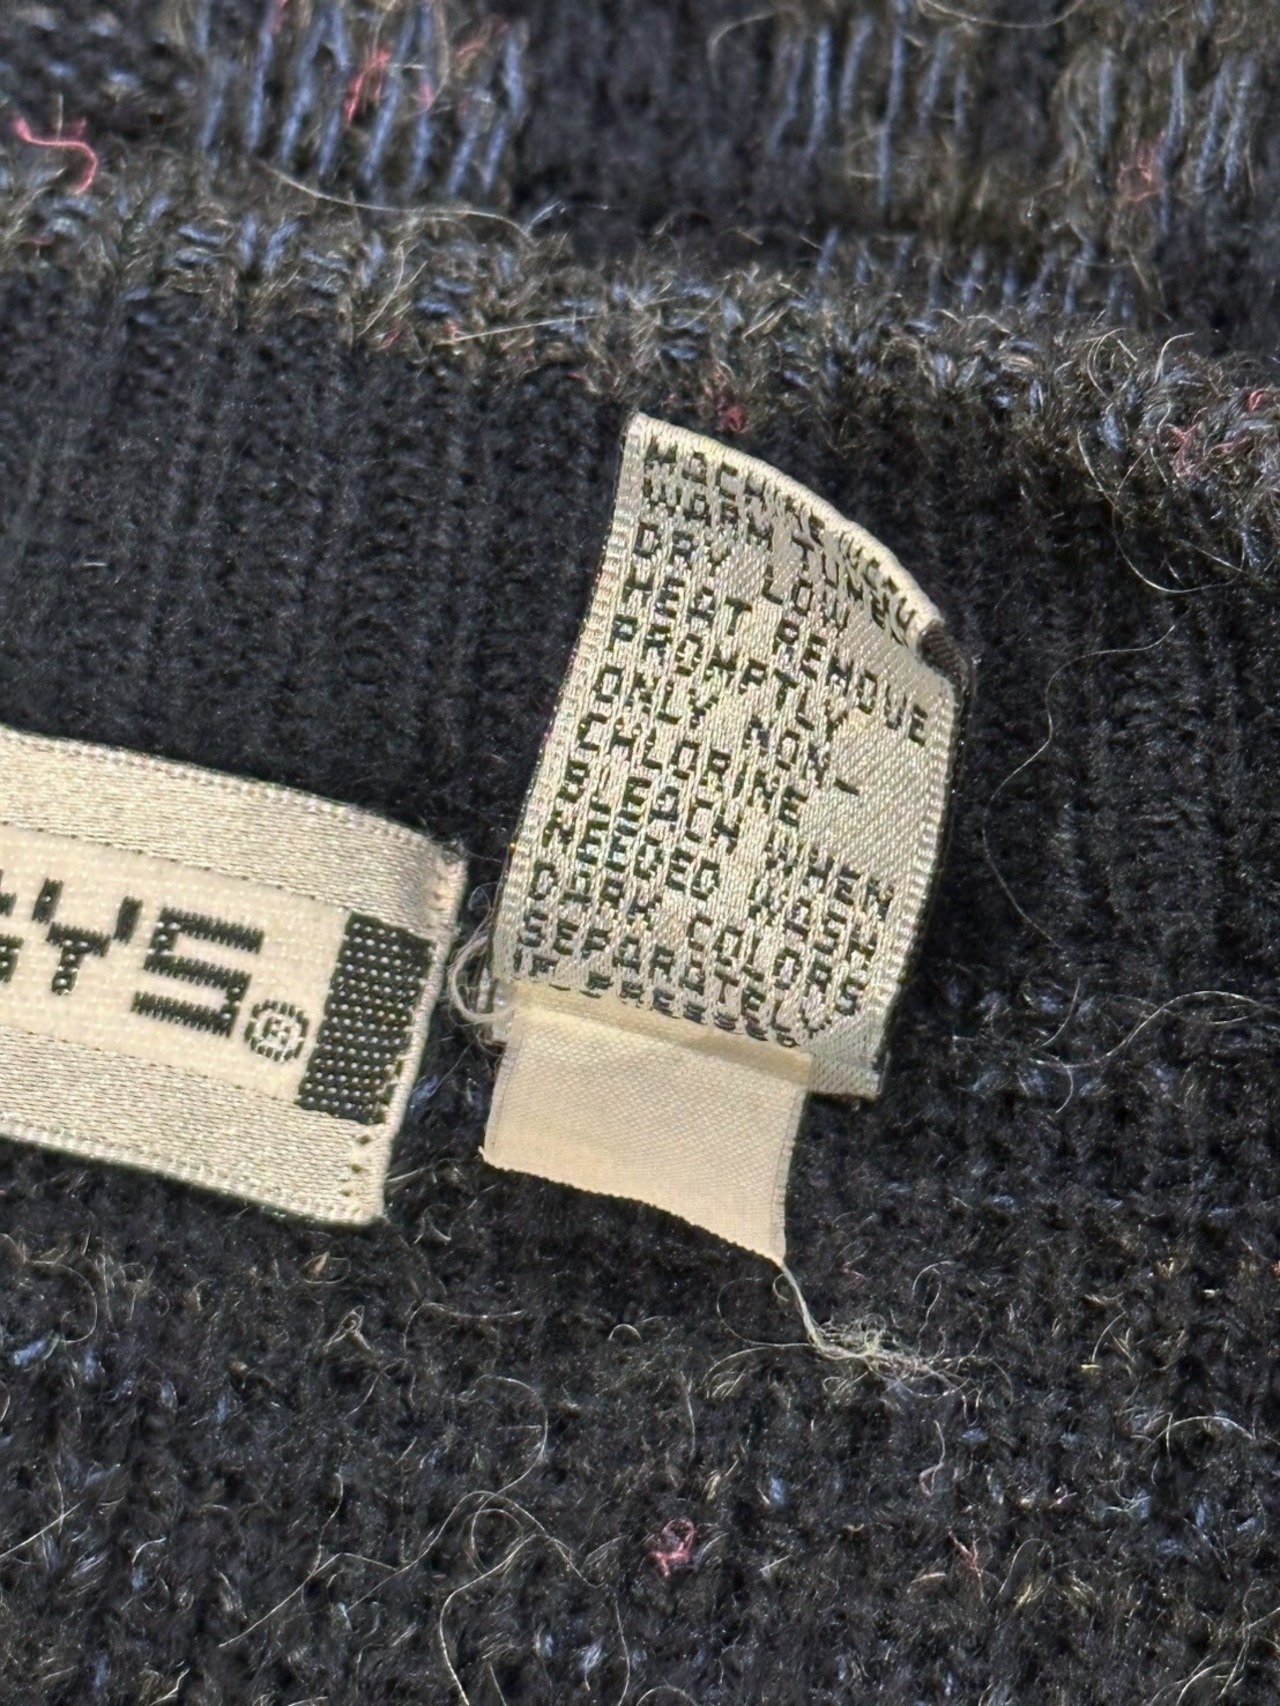 MACHINE WASH
WARM TUMBLE
DRY LOW
HEAT REMOVE
PROMPTLY
ONLY NON-
CHLORINE
BLEACH WHEN
NEEDED WASH
DARK COLORS
SEPARATELY
YS®